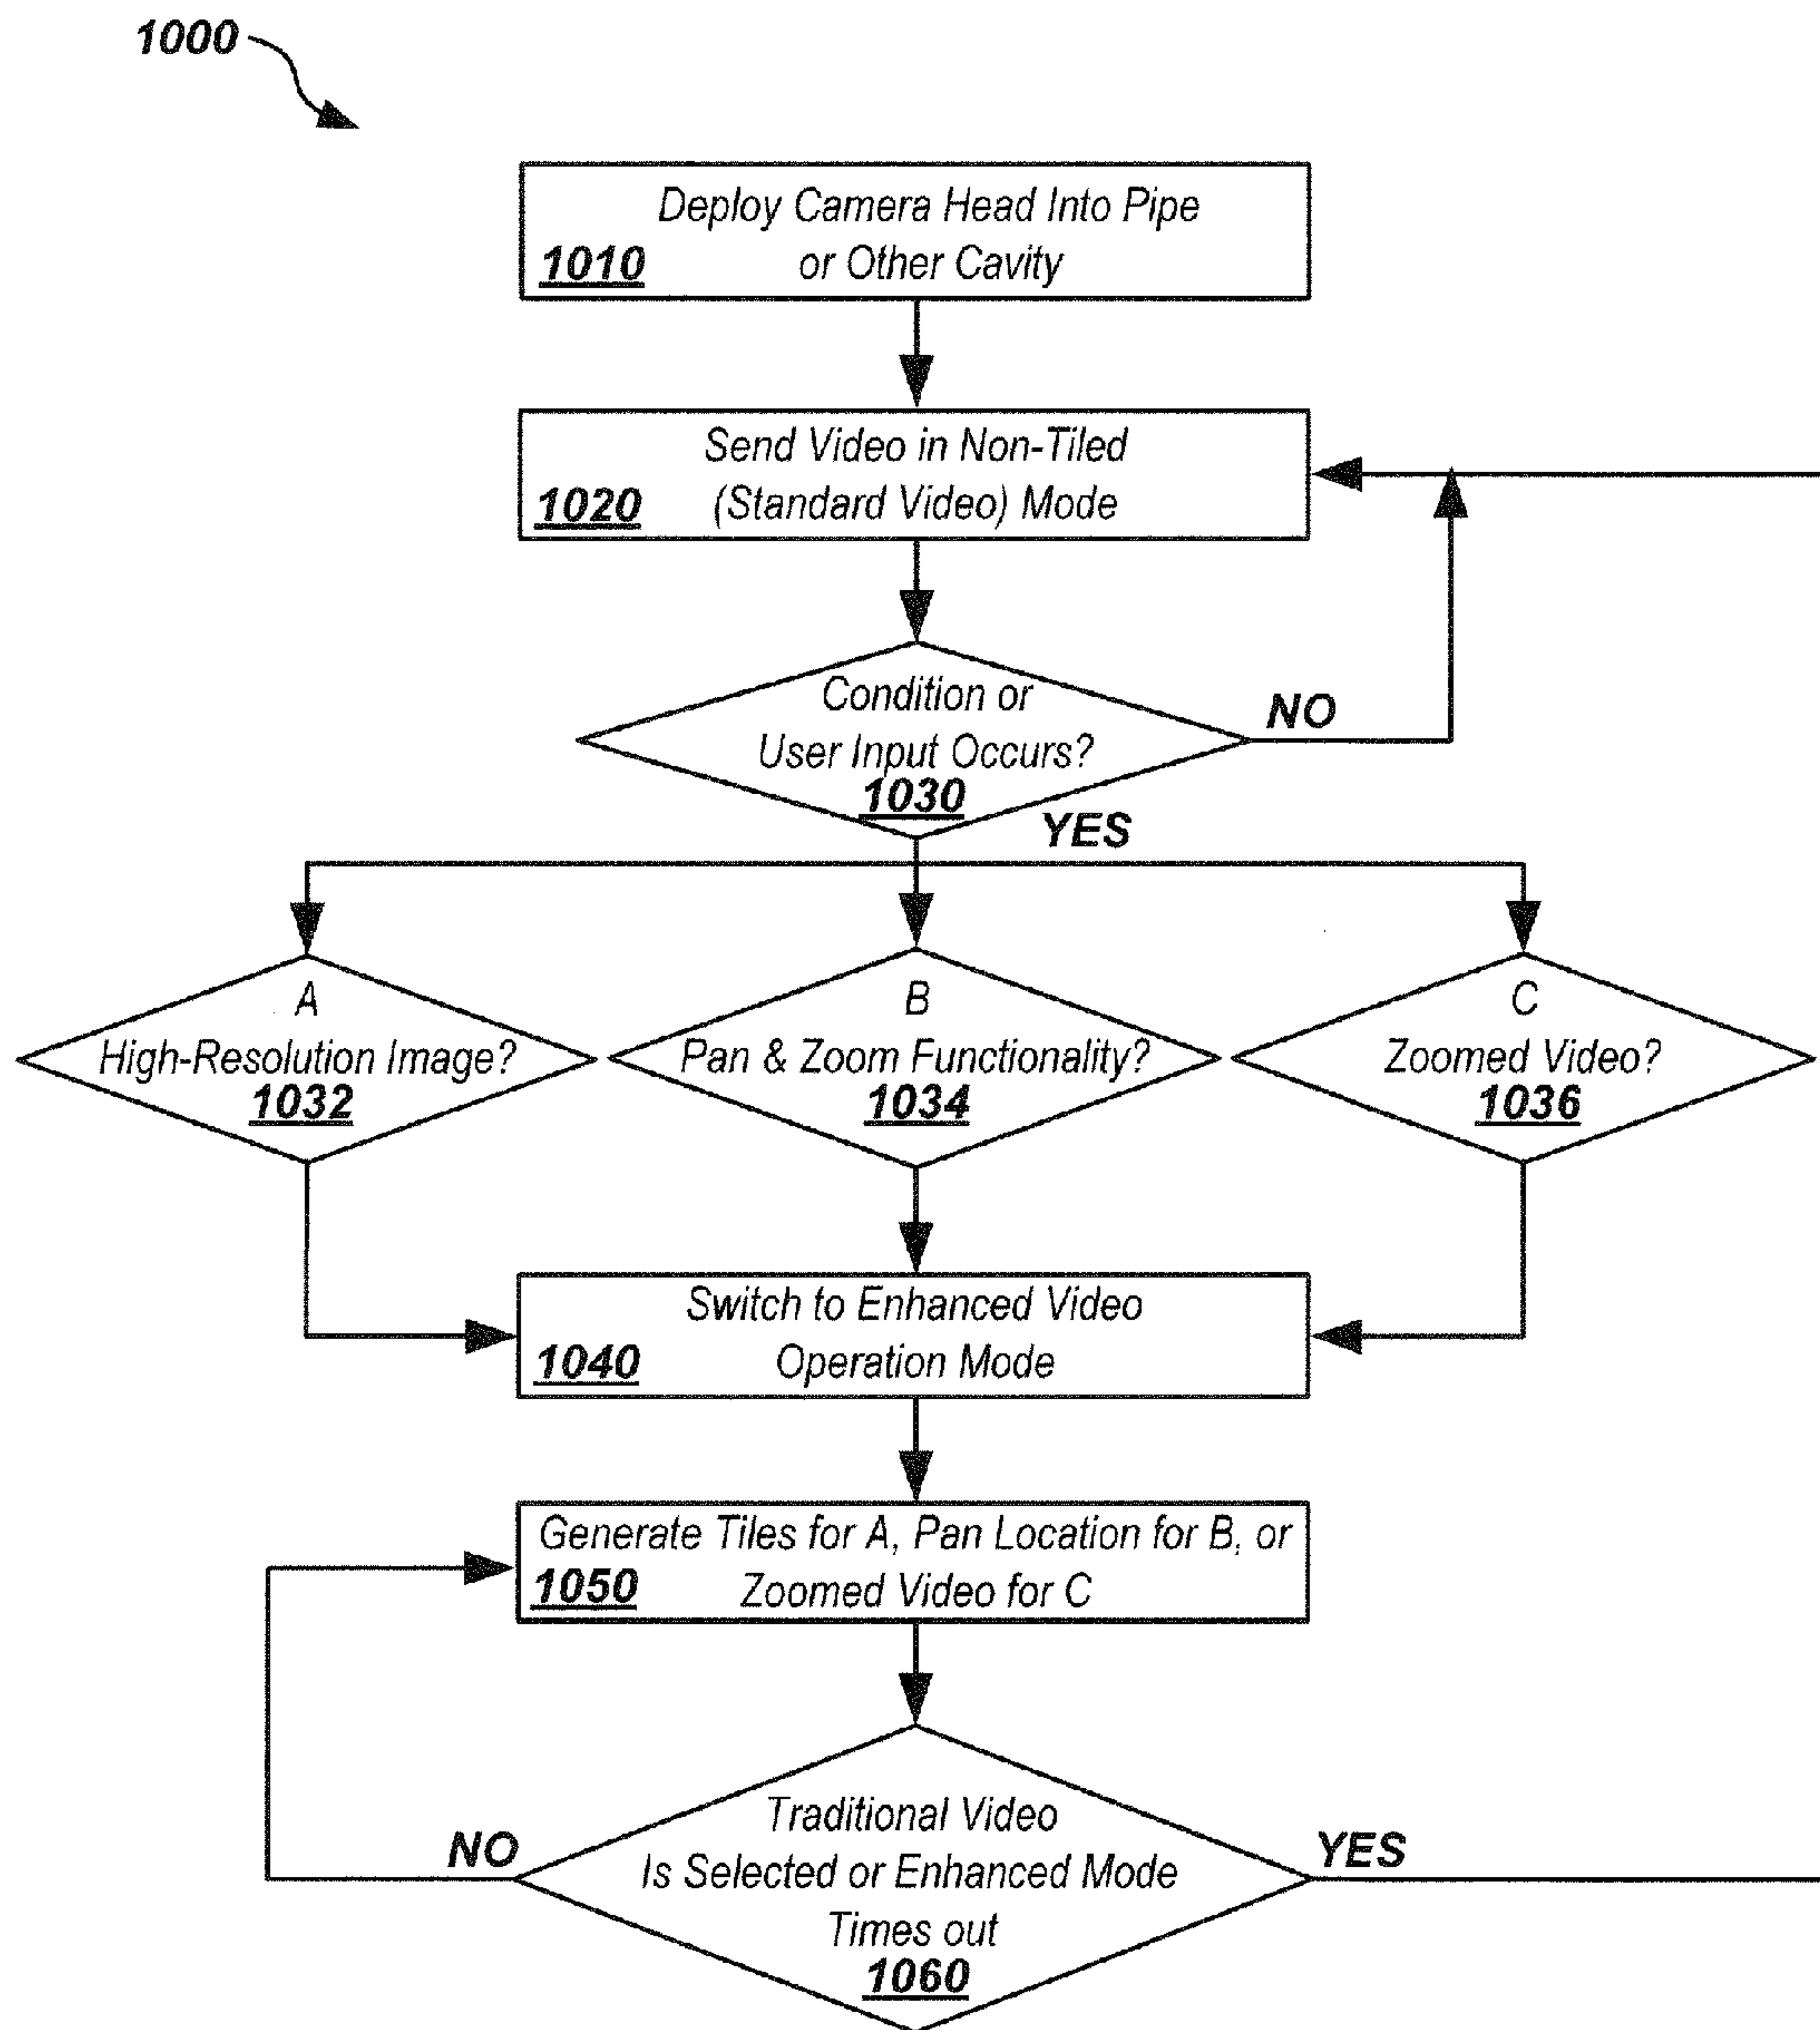 1000
Deploy Camera Head Into Pipe
or Other Cavity
1010
Send Video in Non-Tiled
(Standard Video) Mode
1020
Condition or
User Input Occurs?
1030
NO
YES
A
High-Resolution Image?
1032
B
Pan & Zoom Functionality?
1034
C
Zoomed Video?
1036
Switch to Enhanced Video
Operation Mode
1040
Generate Tiles for A, Pan Location for B, or
Zoomed Video for C
1050
Traditional Video
Is Selected or Enhanced Mode
Times out
1060
NO
YES